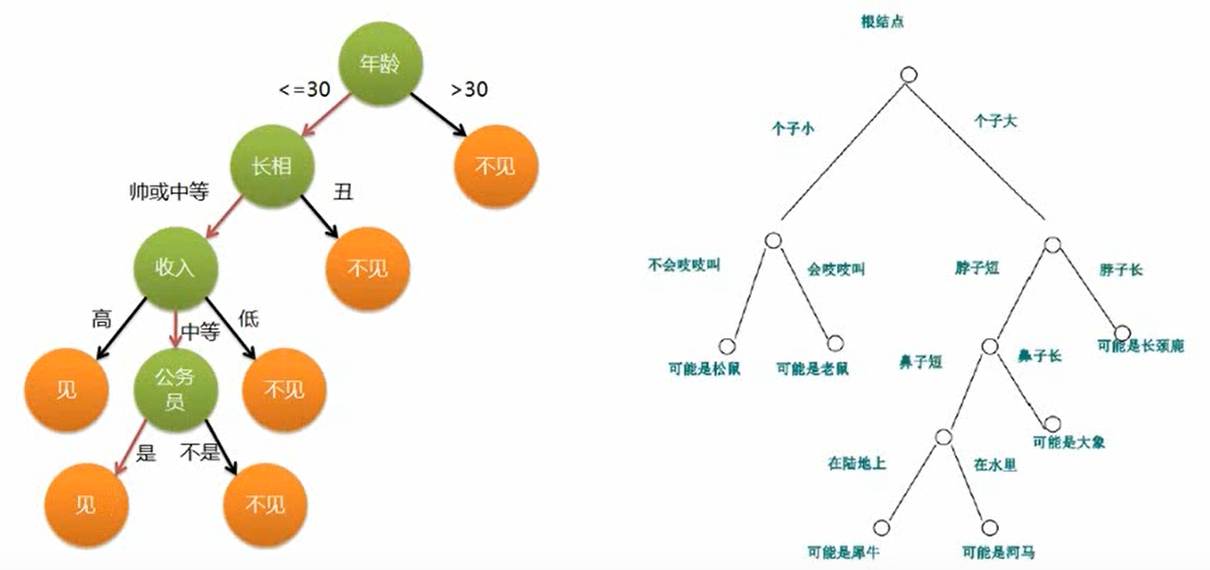 年龄
<=30
>30
长相
不见
帅或中等
丑
收入
不见
高
中等
低
见
公务
员
不见
是
不是
见
不见
根结点
个子小
个子大
不会吱吱叫
会吱吱叫
脖子短
脖子长
可能是松鼠
可能是老鼠
鼻子短
鼻子长
可能是长颈鹿
可能是大象
在陆地上
在水里
可能是犀牛
可能是河马